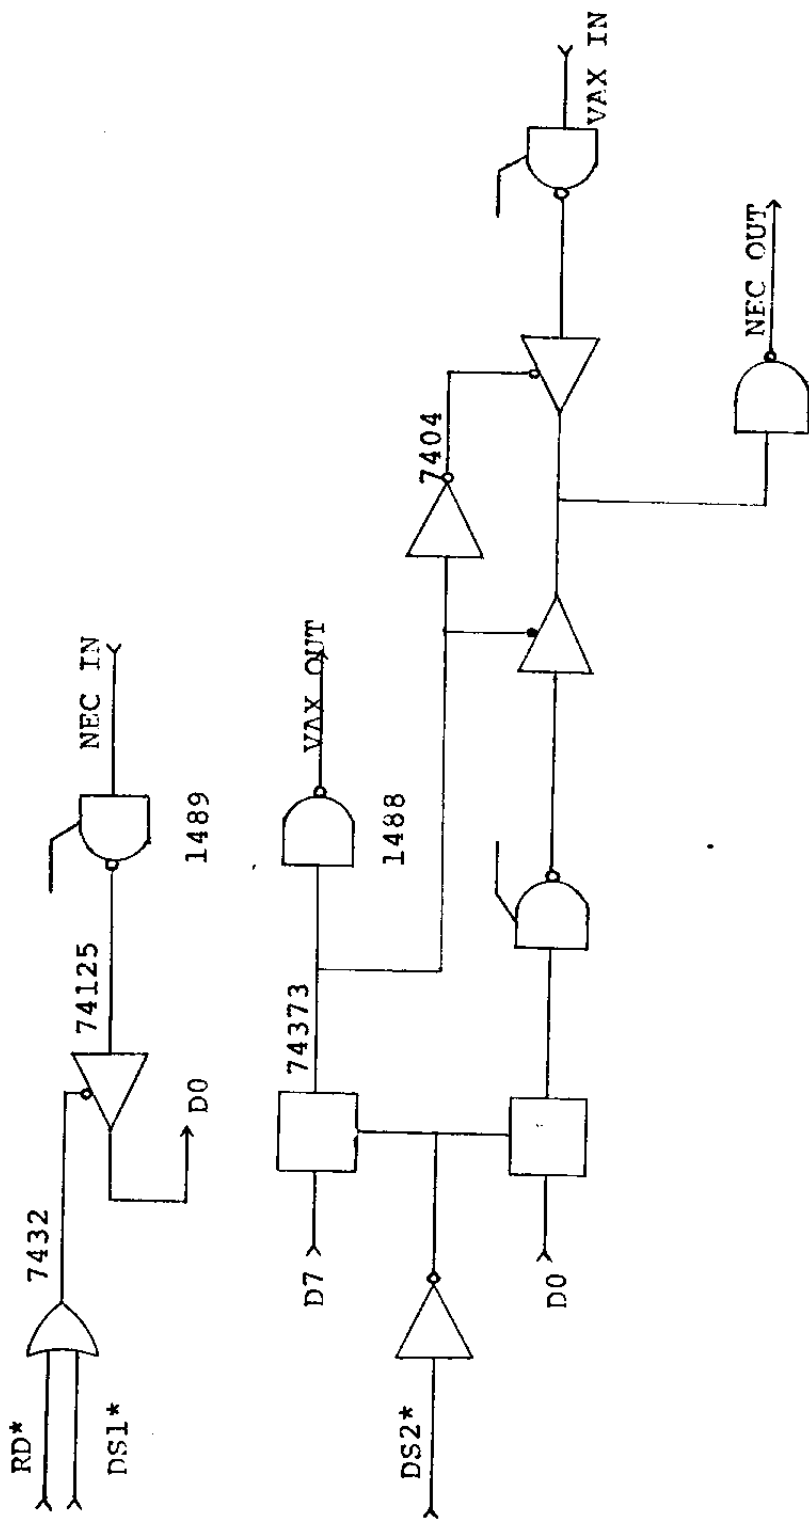 RD*
DS1*
7432
D0
74125
1489
NEC IN
D7
74373
1488
VAX OUT
DS2*
7404
D0
VAX IN
NEC OUT